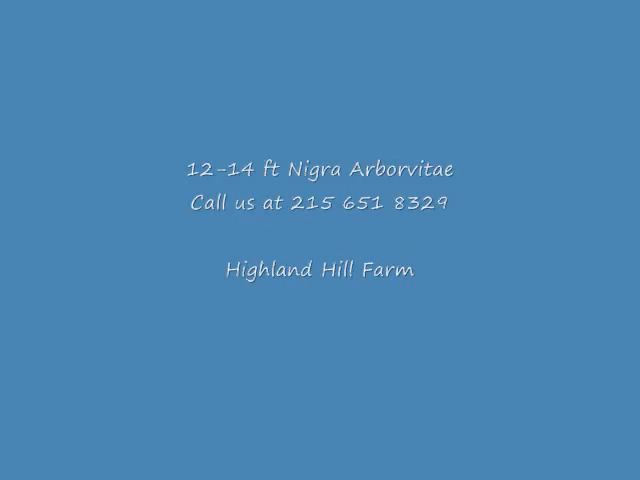 12-14 ft Nigra Arborvitae
Call us at 215 651 8329
Highland Hill Farm